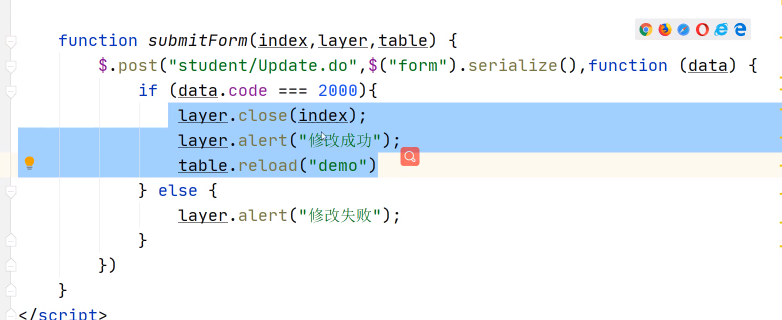 function submitForm(index,layer,table) {
$.post("student/Update.do",$("form").serialize(),function (data) {
if (data.code === 2000){
layer.close(index);
layer.alert("修改成功");
table.reload("demo")
} else {
layer.alert("修改失败");
}
})
}
</script>